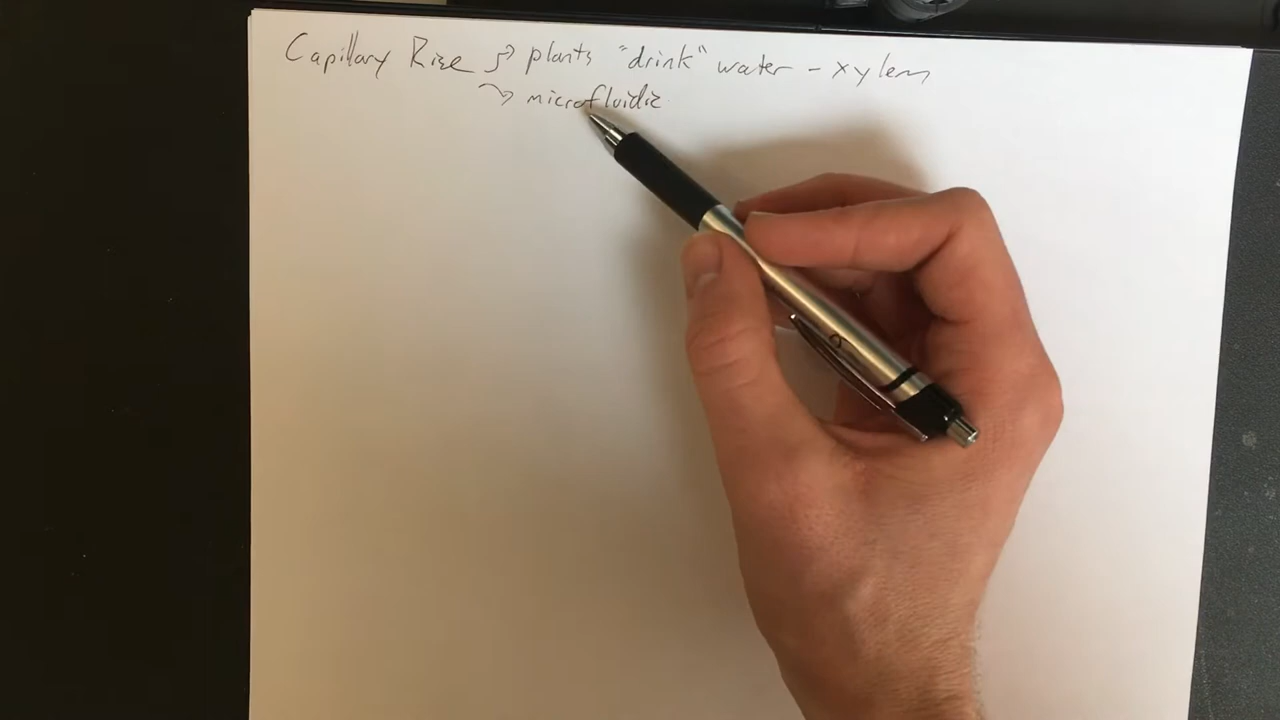 Capillary Rise → plants "drink" water - xylem
→ microfluidic